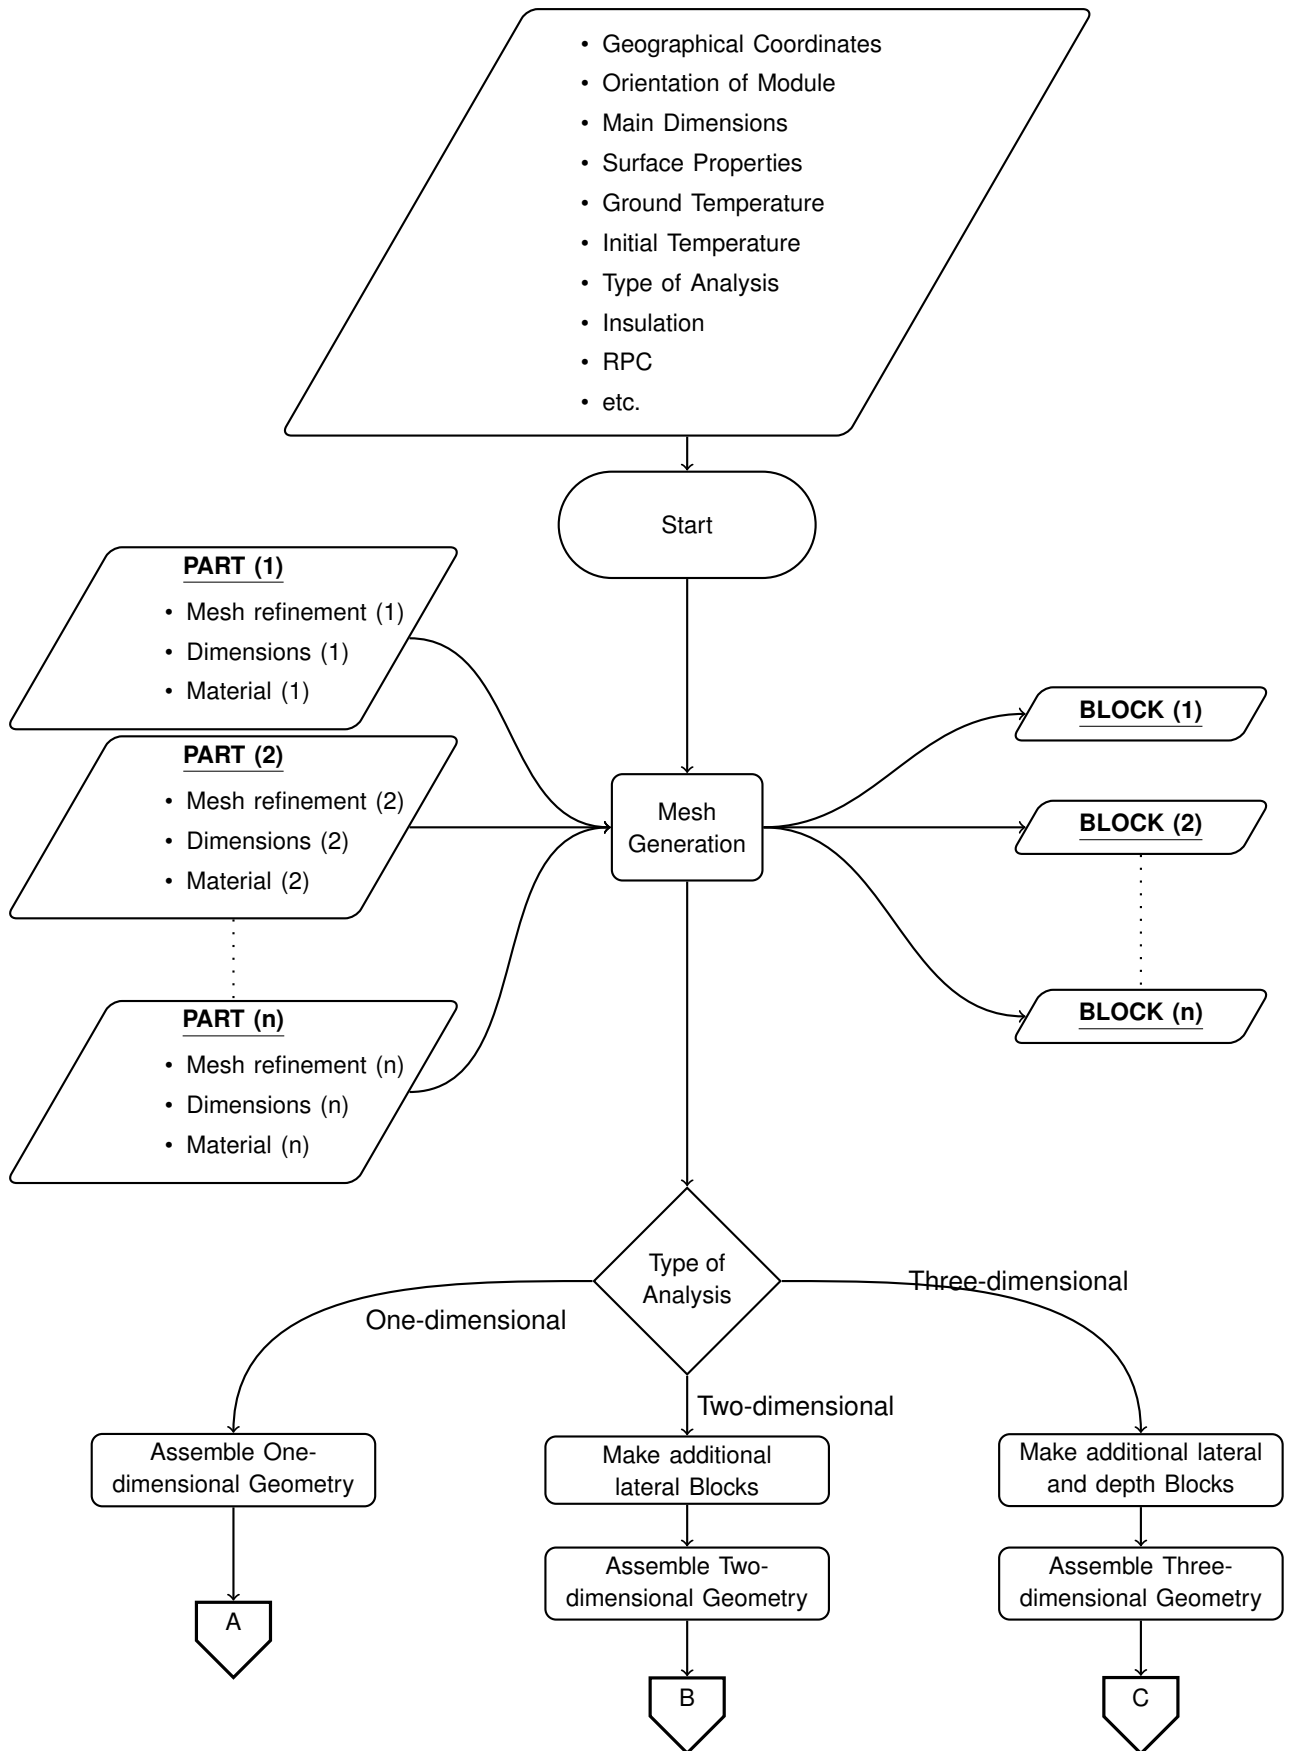 • Geographical Coordinates
• Orientation of Module
• Main Dimensions
• Surface Properties
• Ground Temperature
• Initial Temperature
• Type of Analysis
• Insulation
• RPC
• etc.
Start
PART (1)
• Mesh refinement (1)
• Dimensions (1)
• Material (1)
PART (2)
• Mesh refinement (2)
• Dimensions (2)
• Material (2)
PART (n)
• Mesh refinement (n)
• Dimensions (n)
• Material (n)
Mesh
Generation
BLOCK (1)
BLOCK (2)
BLOCK (n)
Type of
Analysis
One-dimensional
Two-dimensional
Three-dimensional
Assemble One-
dimensional Geometry
A
Make additional
lateral Blocks
Assemble Two-
dimensional Geometry
B
Make additional lateral
and depth Blocks
Assemble Three-
dimensional Geometry
C